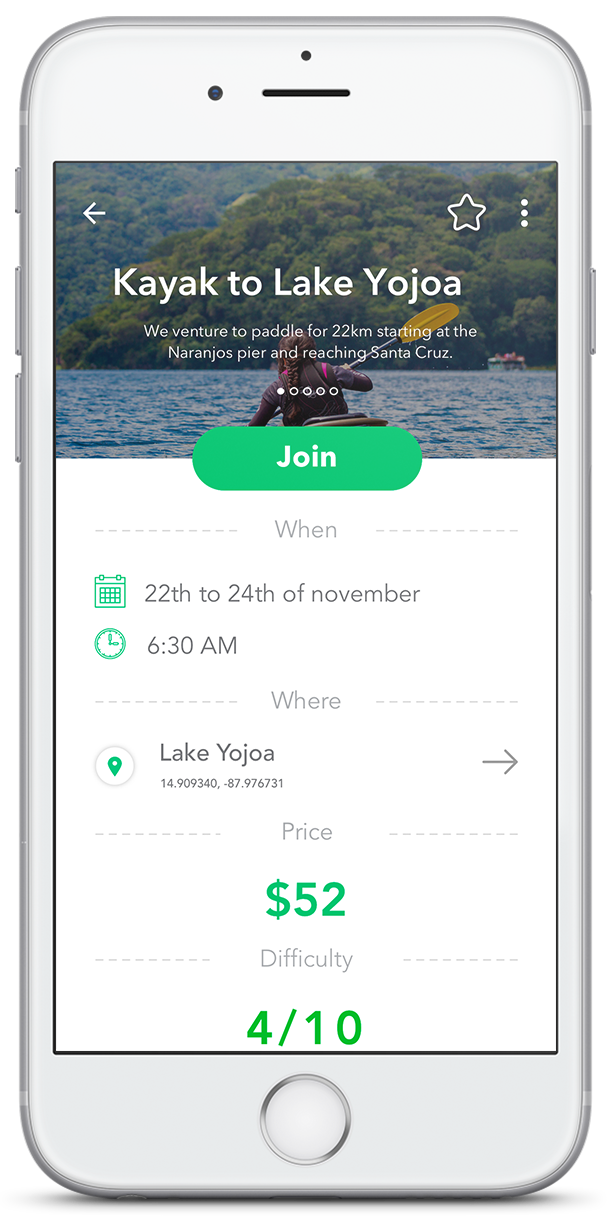 Kayak to Lake Yojoa
We venture to paddle for 22km starting at the
Naranjos pier and reaching Santa Cruz.
Join
When
22th to 24th of november
6:30 AM
Where
Lake Yojoa
14.909340, -87.976731
Price
$52
Difficulty
4/10